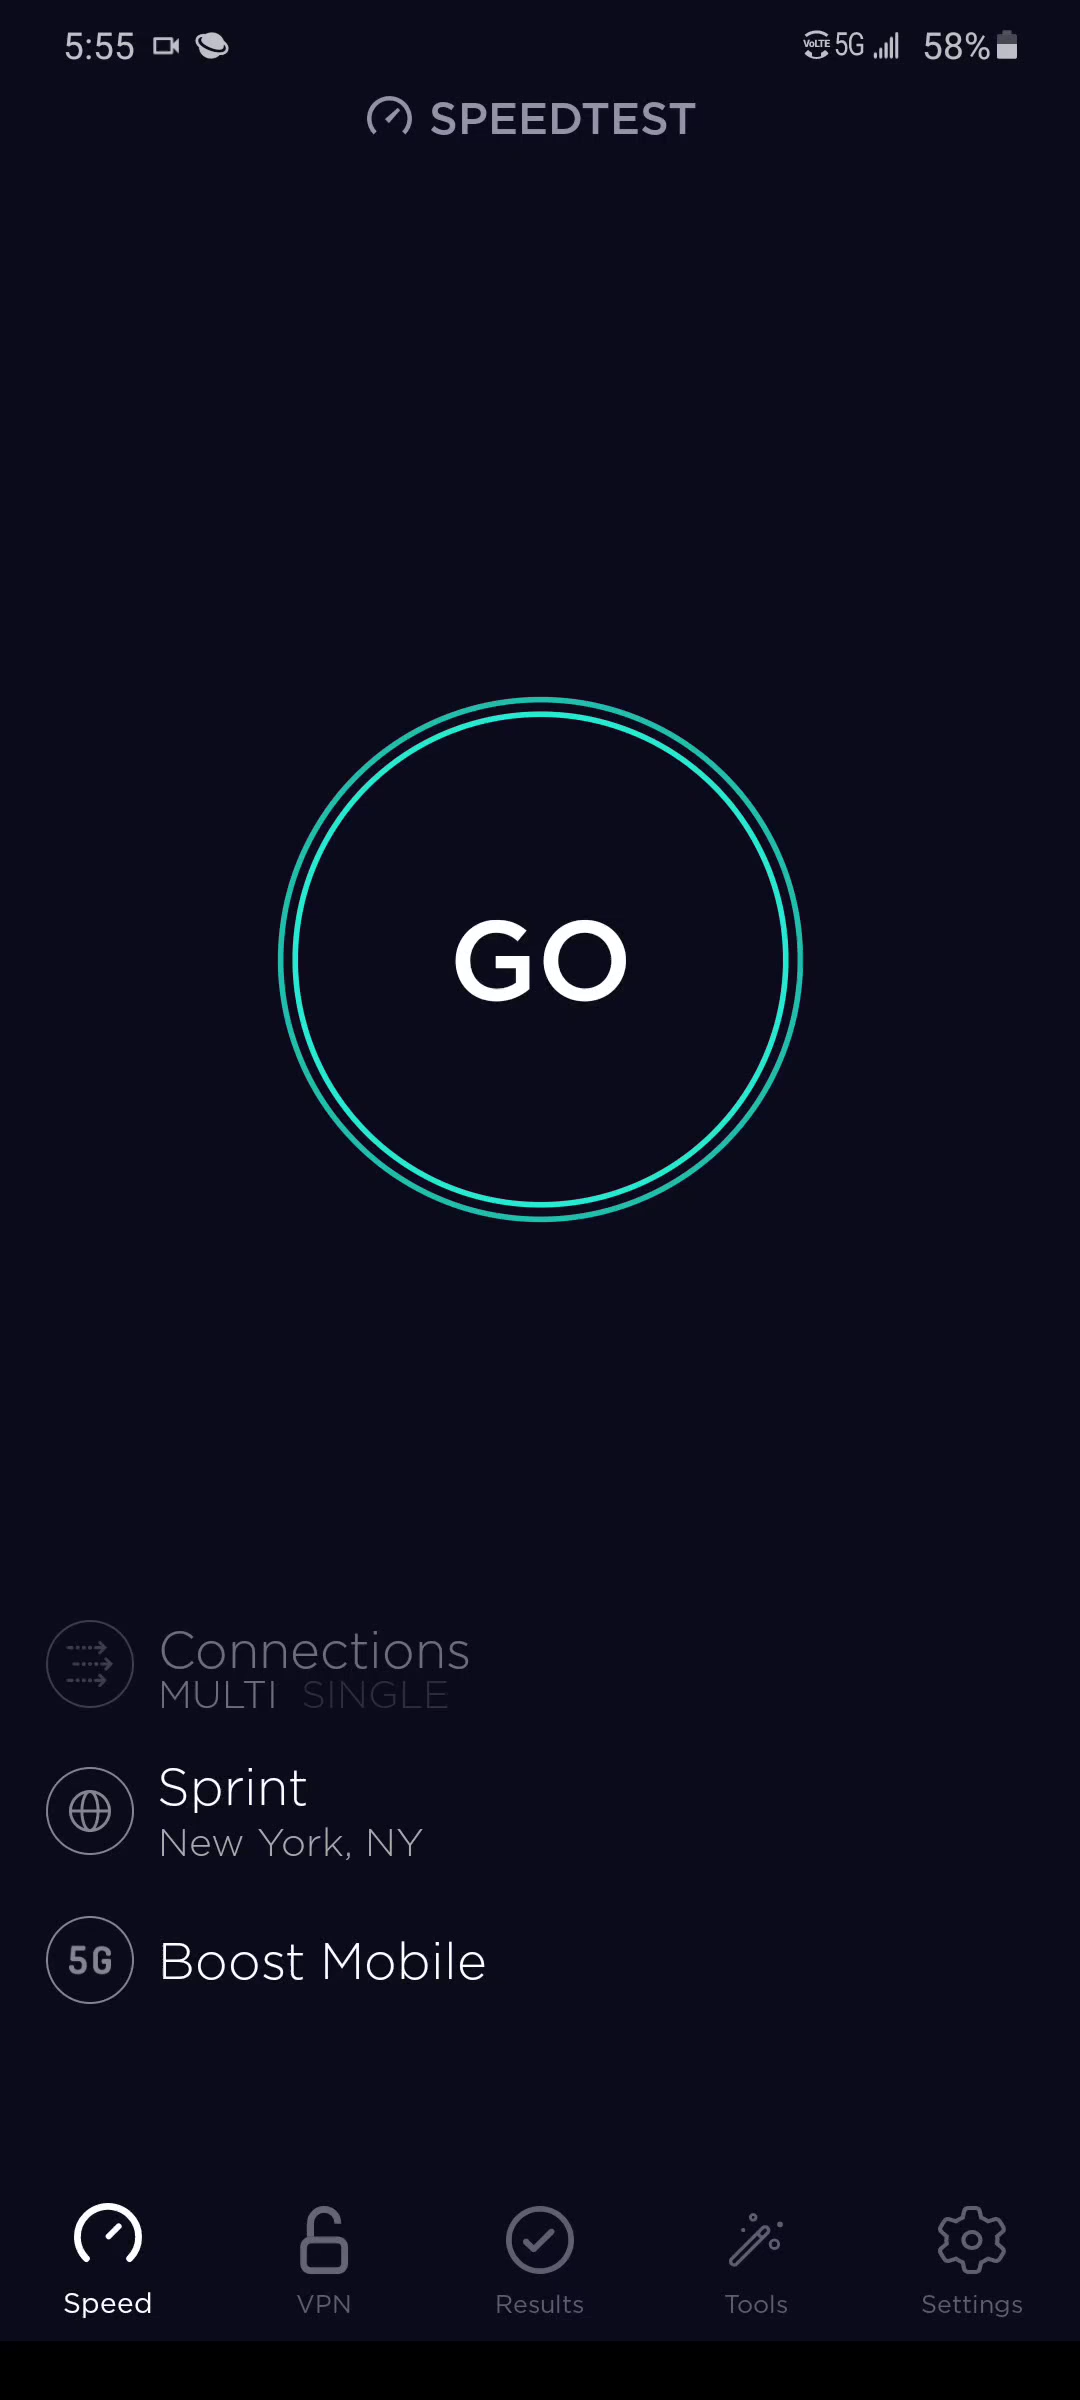 5:55 VoLTE 5G 58%
SPEEDTEST
GO
Connections
MULTI SINGLE
Sprint
New York, NY
5G Boost Mobile
Speed VPN Results Tools Settings